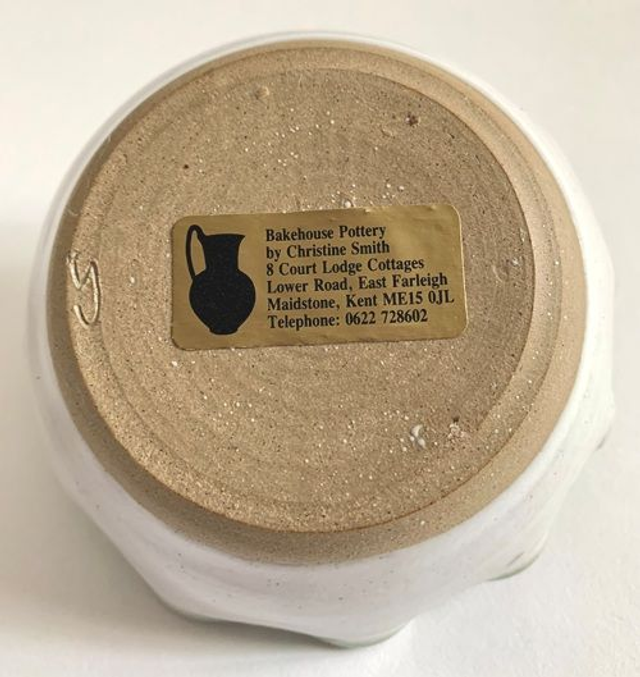 Bakehouse Pottery
by Christine Smith
8 Court Lodge Cottages
Lower Road, East Farleigh
Maidstone, Kent ME15 0JL
Telephone: 0622 728602